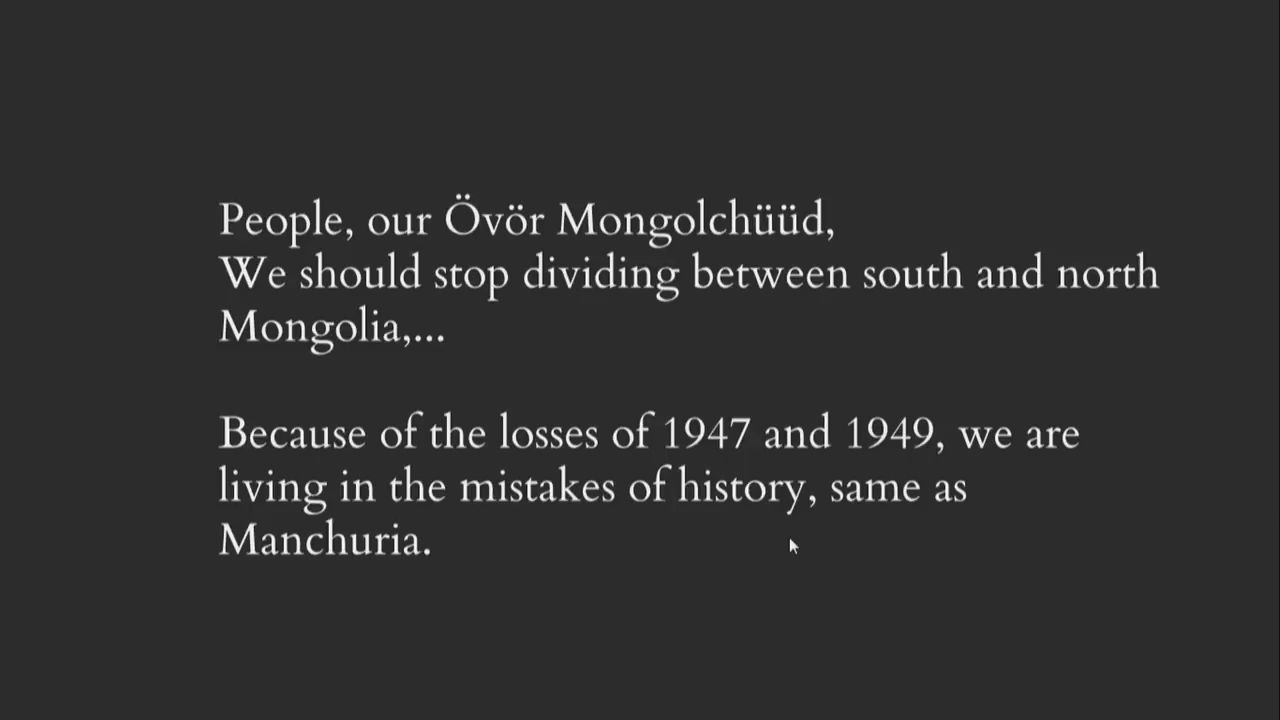 People, our Övör Mongolchüüd,
We should stop dividing between south and north
Mongolia,...
Because of the losses of 1947 and 1949, we are
living in the mistakes of history, same as
Manchuria.